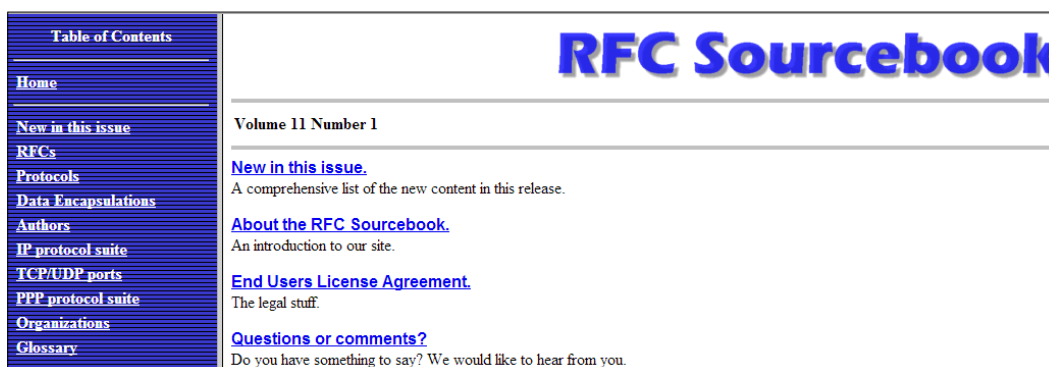 Table of Contents
Home
New in this issue
RFCs
Protocols
Data Encapsulations
Authors
IP protocol suite
TCP/UDP ports
PPP protocol suite
Organizations
Glossary
RFC Sourcebook
Volume 11 Number 1
New in this issue.
A comprehensive list of the new content in this release.
About the RFC Sourcebook.
An introduction to our site.
End Users License Agreement.
The legal stuff.
Questions or comments?
Do you have something to say? We would like to hear from you.